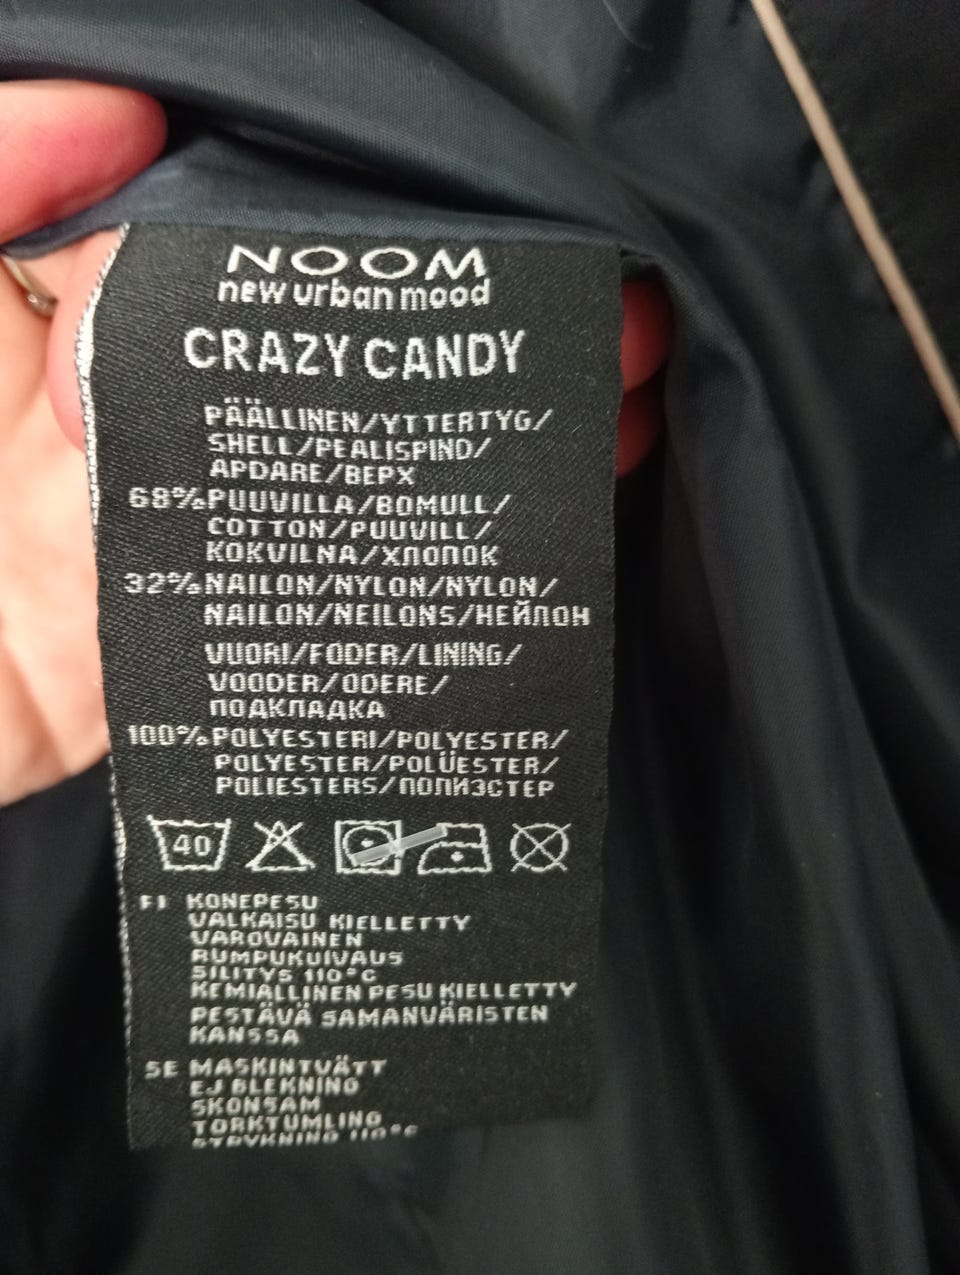 NOOM
new urban mood
CRAZY CANDY
PÄÄLLINEN/YTTERTYG/
SHELL/PEALISPIND/
APDARE/ВЕРХ
68% PUUVILLA/BOMULL/
COTTON/PUUVILL/
KOKVILNA/ХЛОПОК
32% NAILON/NYLON/NYLON/
NAILON/NEILONS/НЕЙЛОН
VUORI/FODER/LINING/
VOODER/ODERE/
ПОДКЛАДКА
100% POLYESTERI/POLYESTER/
POLYESTER/POLÜESTER/
POLIESTERS/ПОЛИЭСТЕР
40
FI KONEPESU
VALKAISU KIELLETTY
VAROVAINEN
RUMPUKUIVAUS
SILITYS 110°C
KEMIALLINEN PESU KIELLETTY
PESTÄVÄ SAMANVÄRISTEN
KANSSA
SE MASKINTVÄTT
EJ BLEKNING
SKONSAM
TORKTUMLING
STRYKNING 110°C